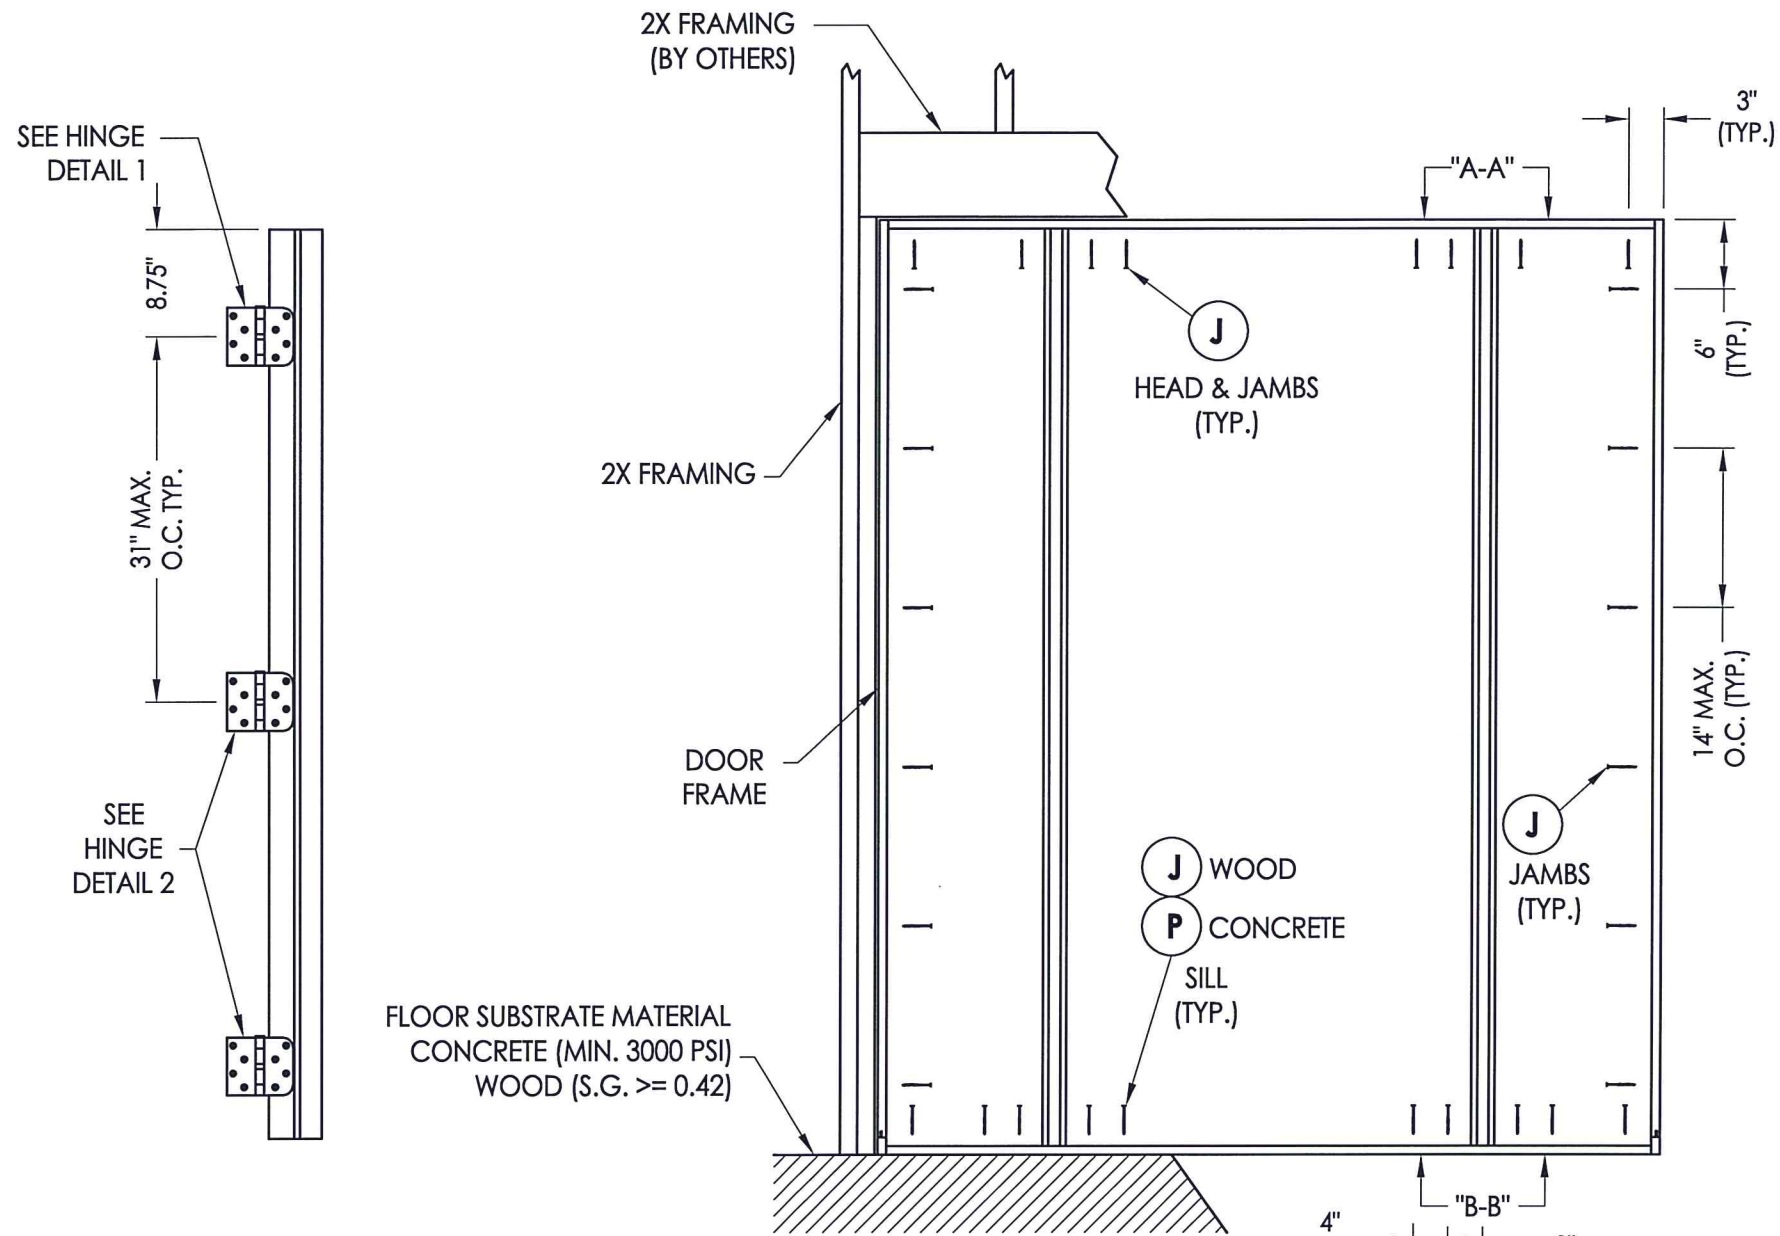 2X FRAMING
(BY OTHERS)
SEE HINGE
DETAIL 1
8.75"
31" MAX.
O.C. TYP.
SEE
HINGE
DETAIL 2
3"
(TYP.)
"A-A"
6"
(TYP.)
J
HEAD & JAMBS
(TYP.)
2X FRAMING
14" MAX.
O.C. (TYP.)
DOOR
FRAME
J
JAMBS
(TYP.)
J WOOD
P CONCRETE
SILL
(TYP.)
FLOOR SUBSTRATE MATERIAL
CONCRETE (MIN. 3000 PSI)
WOOD (S.G. >= 0.42)
"B-B"
4"